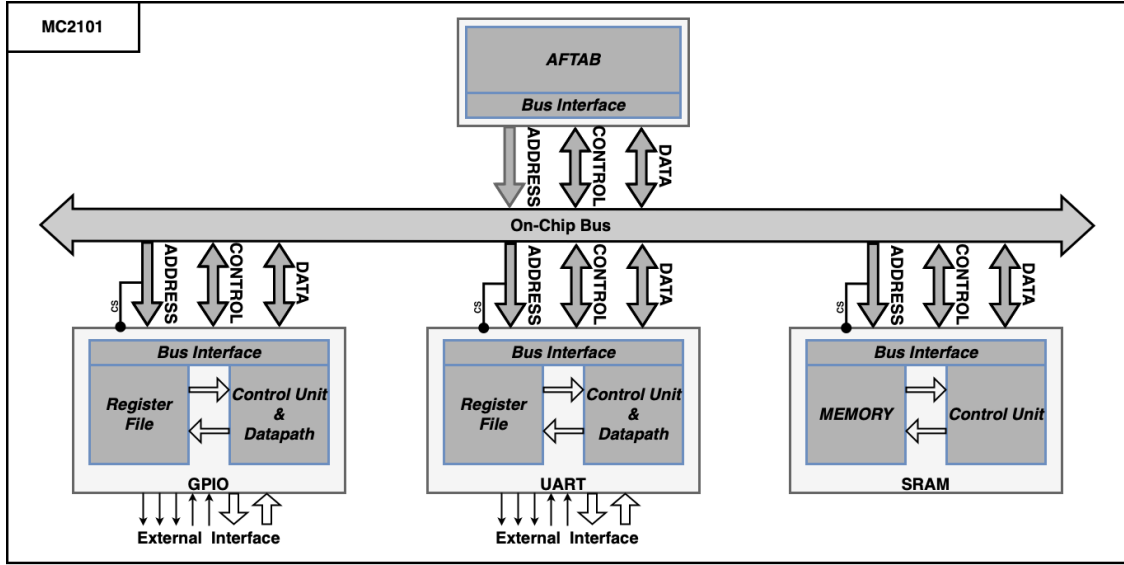 MC2101
AFTAB
Bus Interface
ADDRESS
CONTROL
DATA
On-Chip Bus
CS
ADDRESS
CONTROL
DATA
CS
ADDRESS
CONTROL
DATA
CS
ADDRESS
CONTROL
DATA
Bus Interface
Register
File
Control Unit
&
Datapath
GPIO
External Interface
Bus Interface
Register
File
Control Unit
&
Datapath
UART
External Interface
Bus Interface
MEMORY
Control Unit
SRAM